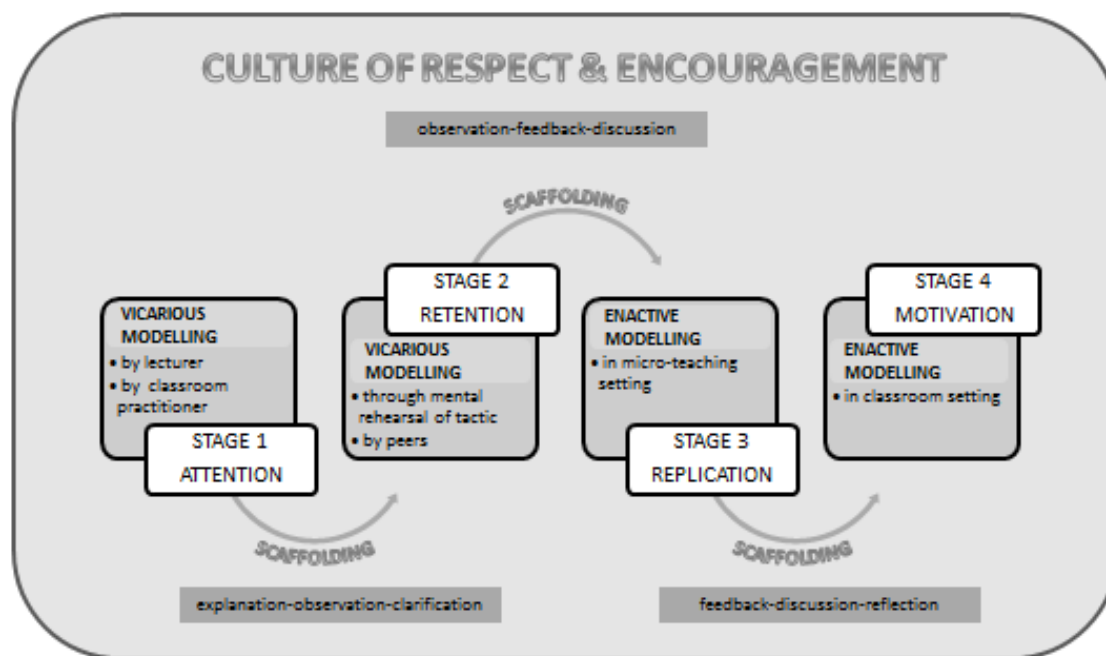 CULTURE OF RESPECT & ENCOURAGEMENT
observation-feedback-discussion
SCAFFOLDING
VICARIOUS
MODELLING
• by lecturer
• by classroom
practitioner
STAGE 1
ATTENTION
STAGE 2
RETENTION
VICARIOUS
MODELLING
• through mental
rehearsal of tactic
• by peers
ENACTIVE
MODELLING
• in micro-teaching
setting
STAGE 3
REPLICATION
STAGE 4
MOTIVATION
ENACTIVE
MODELLING
• in classroom setting
SCAFFOLDING
explanation-observation-clarification
SCAFFOLDING
feedback-discussion-reflection